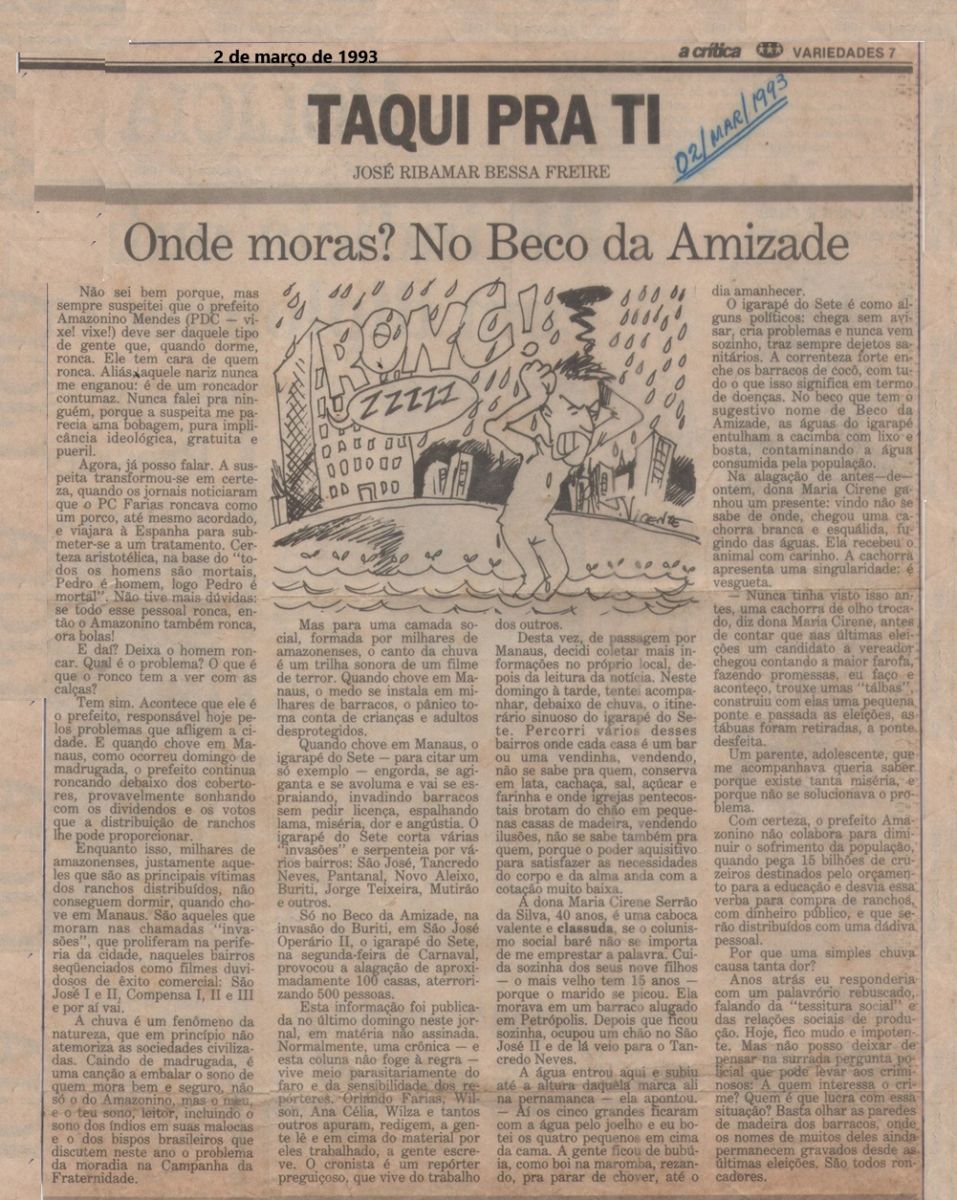 2 de março de 1993
a crítica VARIEDADES 7
TAQUI PRA TI
02/MAR/1993
JOSÉ RIBAMAR BESSA FREIRE
Onde moras? No Beco da Amizade
Não sei bem porque, mas
sempre suspeitei que o prefeito
Amazonino Mendes (PDC — vi-
xe! vixe!) deve ser daquele tipo
de gente que, quando dorme,
ronca. Ele tem cara de quem
ronca. Aliás, aquele nariz nunca
me enganou: é de um roncador
contumaz. Nunca falei pra nin-
guém, porque a suspeita me pa-
recia uma bobagem, pura impli-
cância ideológica, gratuita e
pueril.
Agora, já posso falar. A sus-
peita transformou-se em certe-
za, quando os jornais noticiaram
que o PC Farias roncava como
um porco, até mesmo acordado,
e viajara à Espanha para sub-
meter-se a um tratamento. Cer-
teza aristotélica, na base do "to-
dos os homens são mortais,
Pedro é homem, logo Pedro é
mortal". Não tive mais dúvidas:
se todo esse pessoal ronca, en-
tão o Amazonino também ronca,
ora bolas!
E daí? Deixa o homem ron-
car. Qual é o problema? O que é
que o ronco tem a ver com as
calças?
Tem sim. Acontece que ele é
o prefeito, responsável hoje pe-
los problemas que afligem a ci-
dade. E quando chove em Ma-
naus, como ocorreu domingo de
madrugada, o prefeito continua
roncando debaixo dos coberto-
res, provavelmente sonhando
com os dividendos e os votos
que a distribuição de ranchos
lhe pode proporcionar.
Enquanto isso, milhares de
amazonenses, justamente aque-
les que são as principais vítimas
dos ranchos distribuídos, não
conseguem dormir, quando cho-
ve em Manaus. São aqueles que
moram nas chamadas "inva-
sões", que proliferam na perife-
ria da cidade, naqueles bairros
seqüenciados como filmes duvi-
dosos de êxito comercial: São
José I e II, Compensa I, II e III
e por aí vai.
A chuva é um fenômeno da
natureza, que em princípio não
atemoriza as sociedades civiliza-
das. Caindo de madrugada, é
uma canção a embalar o sono de
quem mora bem e seguro, não
só o do Amazonino, mas o meu,
e o teu sono, leitor, incluindo o
sono dos índios em suas malocas
e o dos bispos brasileiros que
discutem neste ano o problema
da moradia na Campanha da
Fraternidade.
RONC!
ZZZZZ
VICENTE
Mas para uma camada so-
cial, formada por milhares de
amazonenses, o canto da chuva
é um trilha sonora de um filme
de terror. Quando chove em Ma-
naus, o medo se instala em mi-
lhares de barracos, o pânico to-
ma conta de crianças e adultos
desprotegidos.
Quando chove em Manaus, o
igarapé do Sete — para citar um
só exemplo — engorda, se agi-
ganta e se avoluma e vai se es-
praiando, invadindo barracos
sem pedir licença, espalhando
lama, miséria, dor e angústia. O
igarapé do Sete corta várias
"invasões" e serpenteia por vá-
rios bairros: São José, Tancredo
Neves, Pantanal, Novo Aleixo,
Buriti, Jorge Teixeira, Mutirão
e outros.
Só no Beco da Amizade, na
invasão do Buriti, em São José
Operário II, o igarapé do Sete,
na segunda-feira de Carnaval,
provocou a alagação de aproxi-
madamente 100 casas, aterrori-
zando 500 pessoas.
Esta informação foi publica-
da no último domingo neste jor-
nal, em matéria não assinada.
Normalmente, uma crônica — e
esta coluna não foge à regra —
vive meio parasitariamente do
faro e da sensibilidade dos re-
pórteres. Orlando Farias, Wil-
son, Ana Célia, Wilza e tantos
outros apuram, redigem, a gen-
te lê e em cima do material por
eles trabalhado, a gente escre-
ve. O cronista é um repórter
preguiçoso, que vive do trabalho
dos outros.
Desta vez, de passagem por
Manaus, decidi coletar mais in-
formações no próprio local, de-
pois da leitura da notícia. Neste
domingo à tarde, tentei acompa-
nhar, debaixo de chuva, o itine-
rário sinuoso do igarapé do Se-
te. Percorri vários desses
bairros onde cada casa é um bar
ou uma vendinha, vendendo,
não se sabe pra quem, conserva
em lata, cachaça, sal, açúcar e
farinha e onde igrejas pentecos-
tais brotam do chão em peque-
nas casas de madeira, vendendo
ilusões, não se sabe também pra
quem, porque o poder aquisitivo
para satisfazer as necessidades
do corpo e da alma anda com a
cotação muito baixa.
A dona Maria Cirene Serrão
da Silva, 40 anos, é uma caboca
valente e classuda, se o colunis-
mo social baré não se importa
de me emprestar a palavra. Cui-
da sozinha dos seus nove filhos
— o mais velho tem 15 anos —
porque o marido se picou. Ela
morava em um barraco alugado
em Petrópolis. Depois que ficou
sozinha, ocupou um chão no São
José II e de lá veio para o Tan-
credo Neves.
— A água entrou aqui e subiu
até a altura daquela marca ali
na pernamanca — ela apontou.
— Aí os cinco grandes ficaram
com a água pelo joelho e eu bo-
tei os quatro pequenos em cima
da cama. A gente ficou de bubú-
ia, como boi na maromba, rezan-
do, pra parar de chover, até o
dia amanhecer.
O igarapé do Sete é como al-
guns políticos: chega sem avi-
sar, cria problemas e nunca vem
sozinho, traz sempre dejetos sa-
nitários. A correnteza forte en-
che os barracos de cocô, com tu-
do o que isso significa em termo
de doenças. No beco que tem o
sugestivo nome de Beco da
Amizade, as águas do igarapé
entulham a cacimba com lixo e
bosta, contaminando a água
consumida pela população.
Na alagação de antes—de—
ontem, dona Maria Cirene ga-
nhou um presente: vindo não se
sabe de onde, chegou uma ca-
chorra branca e esquálida, fu-
gindo das águas. Ela recebeu o
animal com carinho. A cachorra
apresenta uma singularidade: é
vesgueta.
— Nunca tinha visto isso an-
tes, uma cachorra de olho troca-
do, diz dona Maria Cirene, antes
de contar que nas últimas elei-
ções um candidato a vereador
chegou contando a maior farofa,
fazendo promessas, eu faço e
aconteço, trouxe umas "tálbas",
construiu com elas uma pequena
ponte e passada as eleições, as
tábuas foram retiradas, a ponte
desfeita.
Um parente, adolescente, que
me acompanhava queria saber
porque existe tanta miséria, e
porque não se solucionava o pro-
blema.
Com certeza, o prefeito Ama-
zonino não colabora para dimi-
nuir o sofrimento da população,
quando pega 15 bilhões de cru-
zeiros destinados pelo orçamen-
to para a educação e desvia essa
verba para compra de ranchos,
com dinheiro público, e que se-
rão distribuídos com uma dádiva
pessoal.
Por que uma simples chuva
causa tanta dor?
Anos atrás eu responderia
com um palavrório rebuscado,
falando da "tessitura social" e
das relações sociais de produ-
ção. Hoje, fico mudo e impoten-
te. Mas não posso deixar de
pensar na surrada pergunta po-
licial que pode levar aos crimi-
nosos: A quem interessa o cri-
me? Quem é que lucra com essa
situação? Basta olhar as paredes
de madeira dos barracos, onde
os nomes de muitos deles ainda
permanecem gravados desde as
últimas eleições. São todos ron-
cadores.